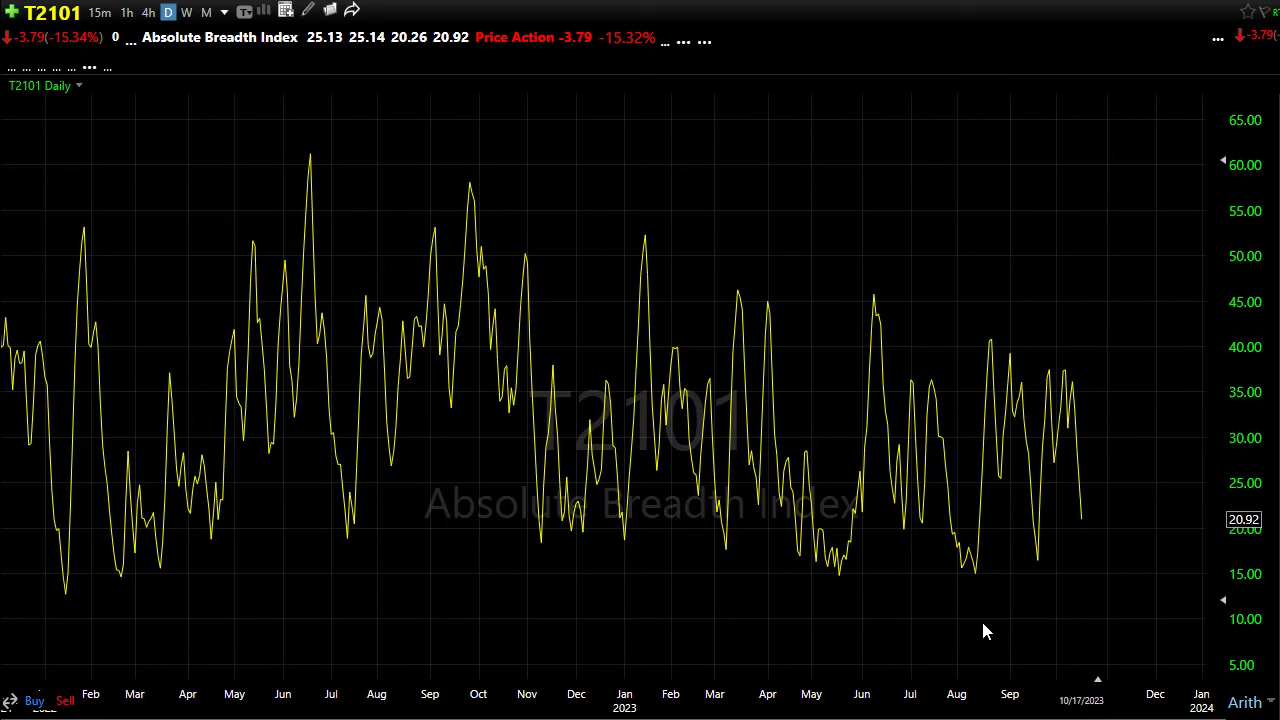 T2101 15m 1h 4h D W M
-3.79(-15.34%) 0 ... Absolute Breadth Index 25.13 25.14 20.26 20.92 Price Action -3.79 -15.32% ... ... ... ... -3.79(-
... ... ... ... ... ... ...
T2101 Daily
65.00
60.00
55.00
50.00
45.00
40.00
35.00
30.00
25.00
20.92
20.00
15.00
10.00
5.00
T2101
Absolute Breadth Index
Buy Sell Feb Mar Apr May Jun Jul Aug Sep Oct Nov Dec Jan Feb Mar Apr May Jun Jul Aug Sep 10/17/2023 Dec Jan
2022 2023 2024
Arith